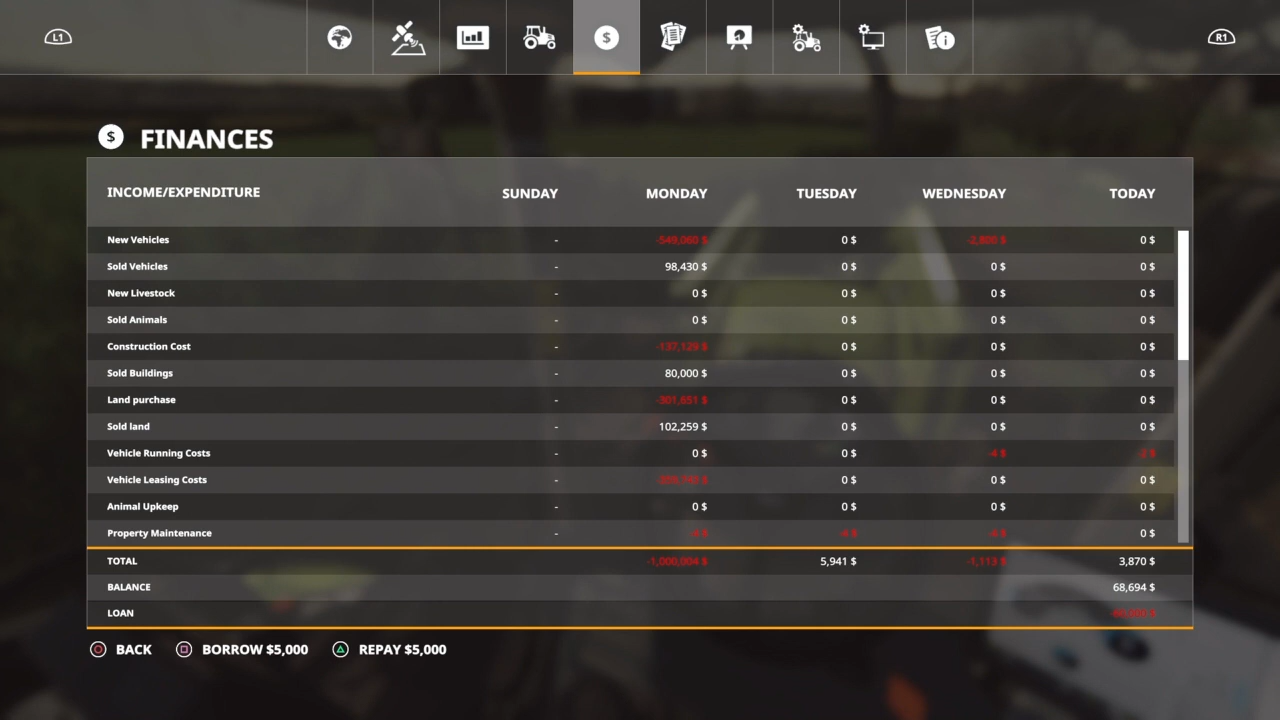 L1 R1
FINANCES
INCOME/EXPENDITURE SUNDAY MONDAY TUESDAY WEDNESDAY TODAY
New Vehicles - -549,060 $ 0 $ -2,800 $ 0 $
Sold Vehicles - 98,430 $ 0 $ 0 $ 0 $
New Livestock - 0 $ 0 $ 0 $ 0 $
Sold Animals - 0 $ 0 $ 0 $ 0 $
Construction Cost - -137,129 $ 0 $ 0 $ 0 $
Sold Buildings - 80,000 $ 0 $ 0 $ 0 $
Land purchase - -301,651 $ 0 $ 0 $ 0 $
Sold land - 102,259 $ 0 $ 0 $ 0 $
Vehicle Running Costs - 0 $ 0 $ -4 $ -2 $
Vehicle Leasing Costs - 0 $ 0 $ 0 $
Animal Upkeep - 0 $ 0 $ 0 $ 0 $
Property Maintenance - 0 $
TOTAL -1,000,004 $ 5,941 $ -1,113 $ 3,870 $
BALANCE 68,694 $
LOAN
BACK BORROW $5,000 REPAY $5,000